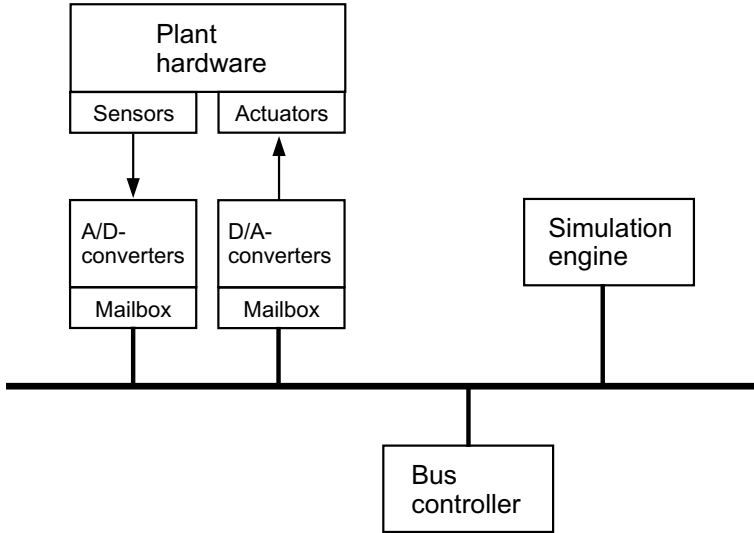 Plant
hardware
Sensors
Actuators
A/D-
converters
D/A-
converters
Mailbox
Mailbox
Simulation
engine
Bus
controller